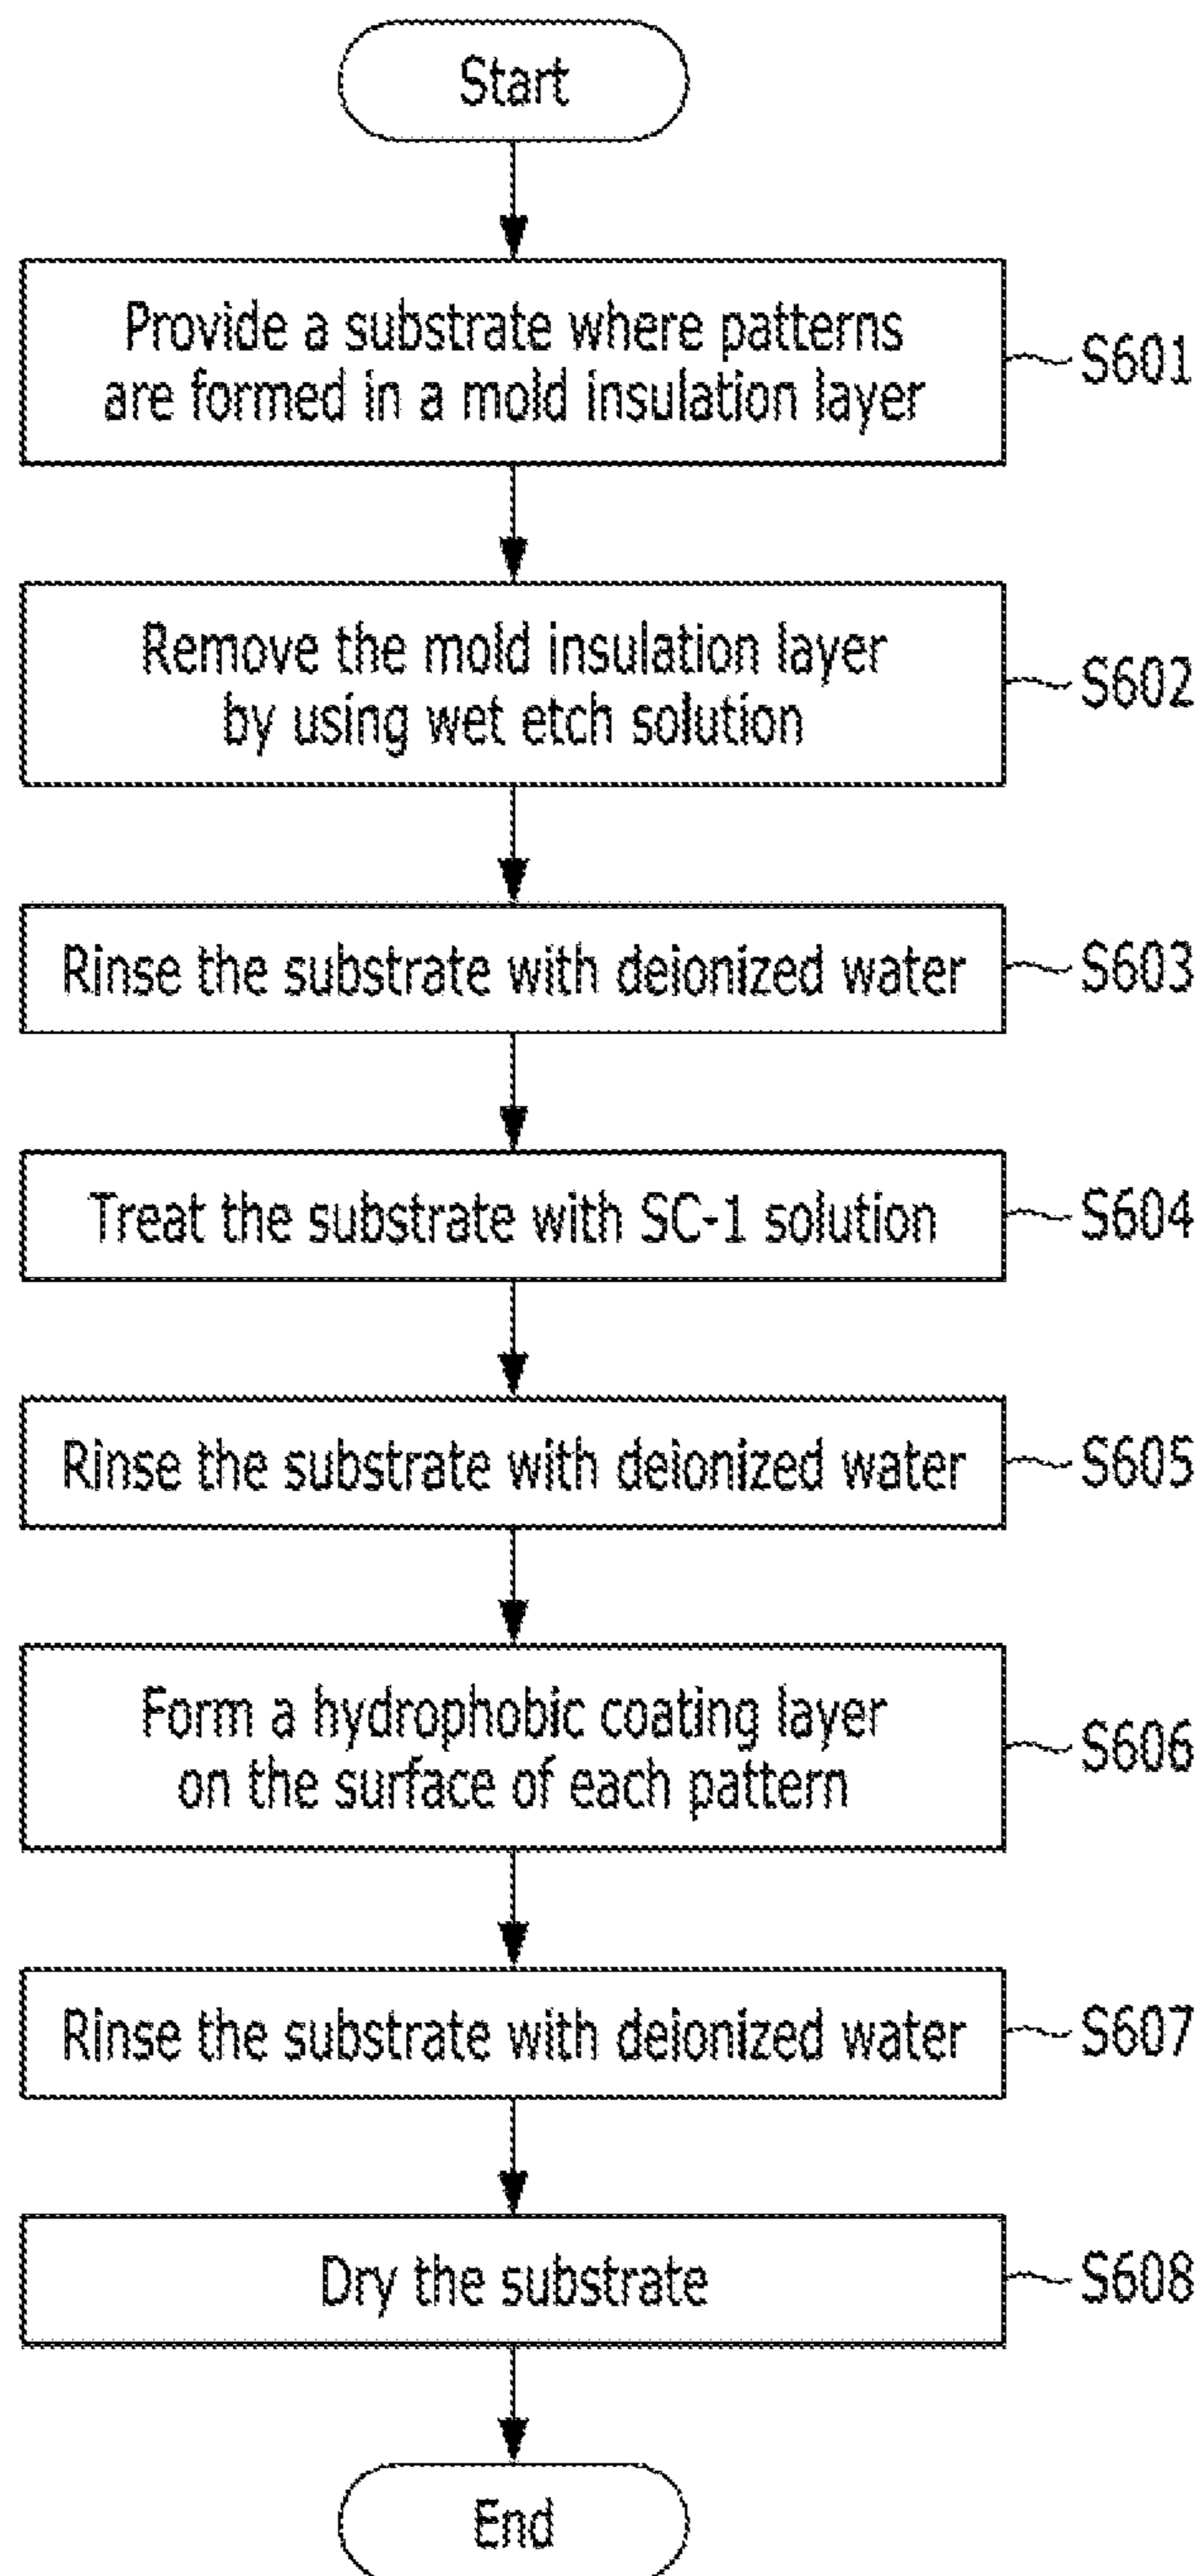 Start
Provide a substrate where patterns
are formed in a mold insulation layer
S601
Remove the mold insulation layer
by using wet etch solution
S602
Rinse the substrate with deionized water
S603
Treat the substrate with SC-1 solution
S604
Rinse the substrate with deionized water
S605
Form a hydrophobic coating layer
on the surface of each pattern
S606
Rinse the substrate with deionized water
S607
Dry the substrate
S608
End